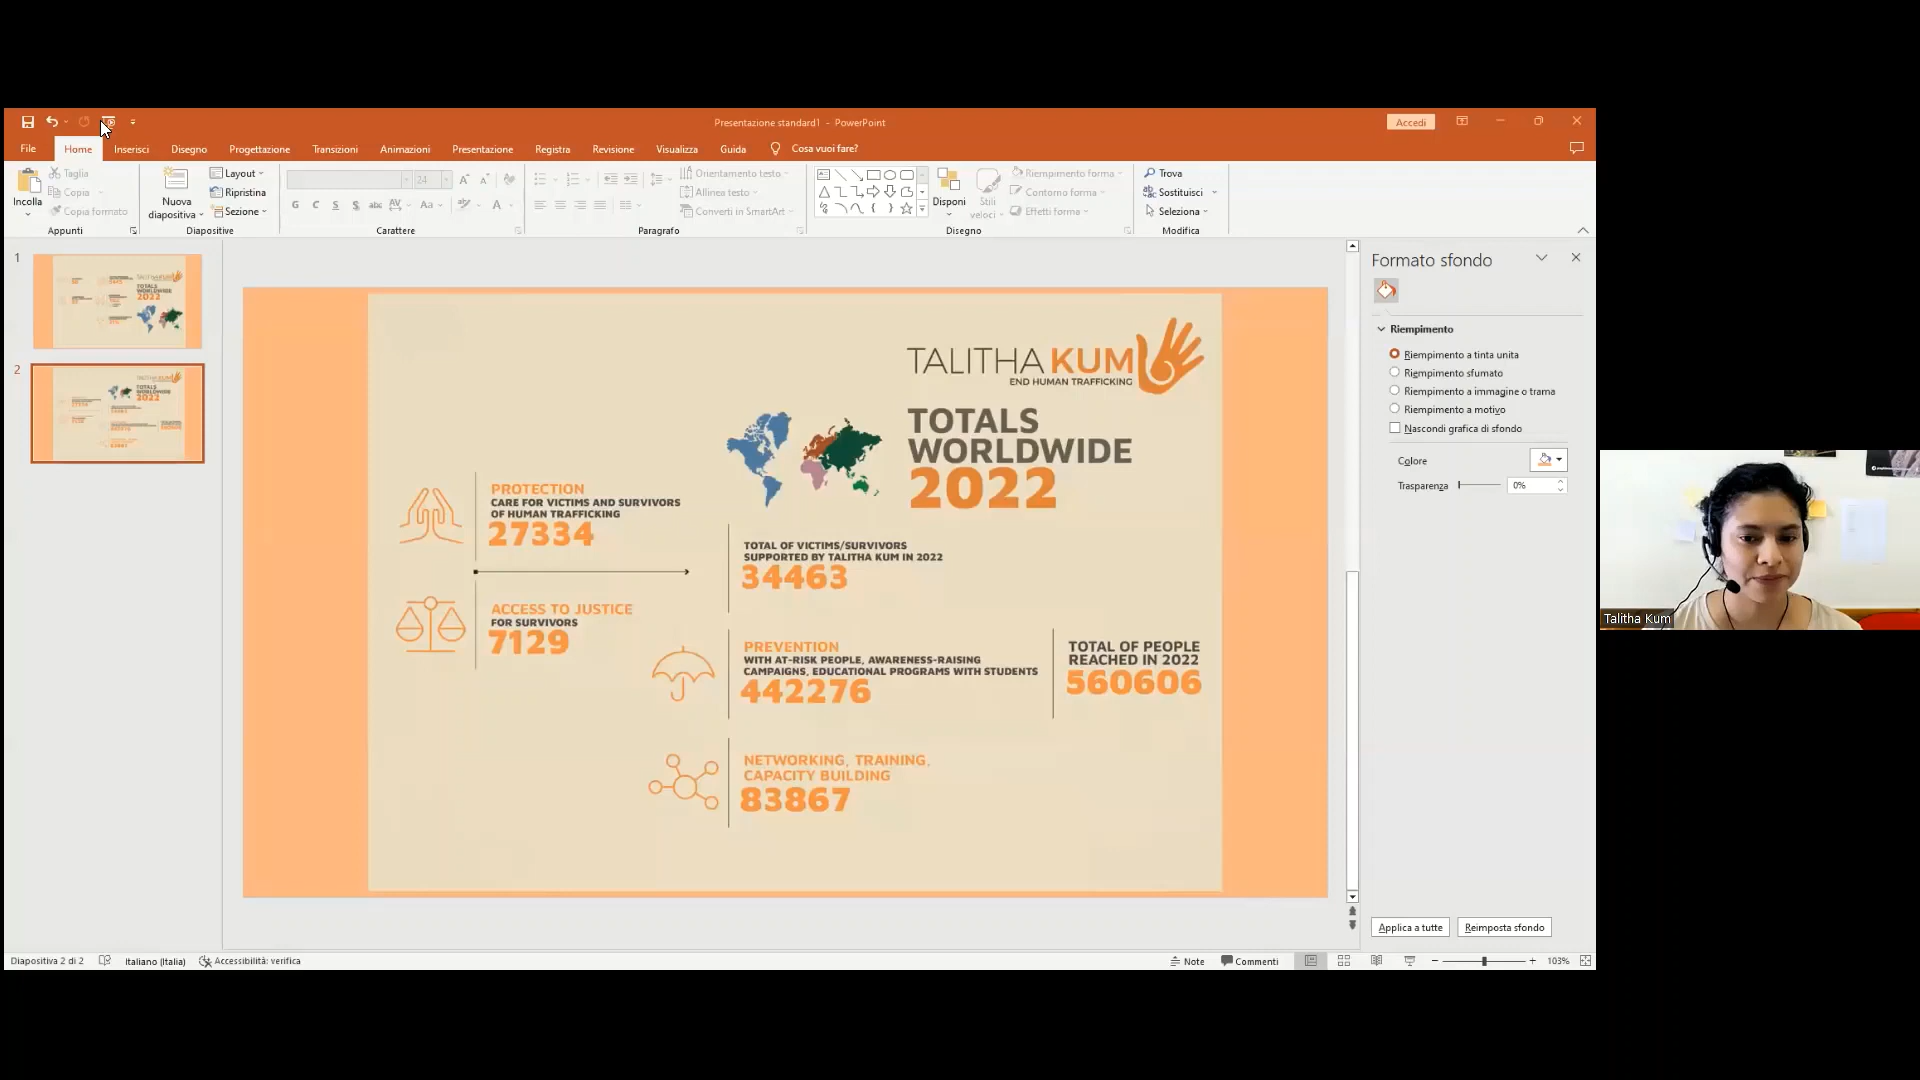 Presentazione standard1 - PowerPoint
Accedi
File
Home
Inserisci
Disegno
Progettazione
Transizioni
Animazioni
Presentazione
Registra
Revisione
Visualizza
Guida
Cosa vuoi fare?
Incolla
Taglia
Copia
Copia formato
Appunti
Nuova
diapositiva
Layout
Ripristina
Sezione
Diapositive
24
G C S S abc AV Aa A
Carattere
Orientamento testo
Allinea testo
Converti in SmartArt
Paragrafo
Disponi
Stili
veloci
Riempimento forma
Contorno forma
Effetti forma
Disegno
Trova
Sostituisci
Seleziona
Modifica
1
2
TALITHA KUM
END HUMAN TRAFFICKING
TOTALS
WORLDWIDE
2022
PROTECTION
CARE FOR VICTIMS AND SURVIVORS
OF HUMAN TRAFFICKING
27334
ACCESS TO JUSTICE
FOR SURVIVORS
7129
TOTAL OF VICTIMS/SURVIVORS
SUPPORTED BY TALITHA KUM IN 2022
34463
PREVENTION
WITH AT-RISK PEOPLE, AWARENESS-RAISING
CAMPAIGNS, EDUCATIONAL PROGRAMS WITH STUDENTS
442276
TOTAL OF PEOPLE
REACHED IN 2022
560606
NETWORKING, TRAINING,
CAPACITY BUILDING
83867
Formato sfondo
Riempimento
Riempimento a tinta unita
Riempimento sfumato
Riempimento a immagine o trama
Riempimento a motivo
Nascondi grafica di sfondo
Colore
Trasparenza
0%
Applica a tutte
Reimposta sfondo
Talitha Kum
Diapositiva 2 di 2
Italiano (Italia)
Accessibilità: verifica
Note
Commenti
103%